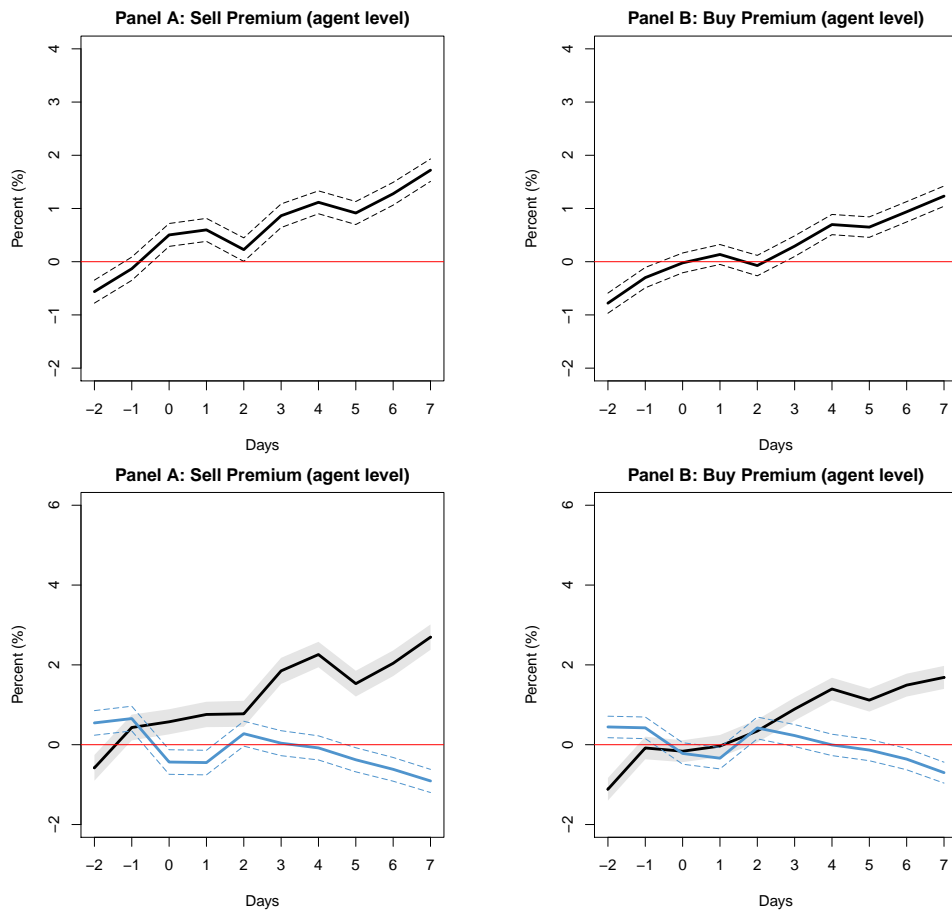 Panel A: Sell Premium (agent level)
Percent (%)
4
3
2
1
0
−1
−2
−2 −1 0 1 2 3 4 5 6 7
Days
Panel B: Buy Premium (agent level)
Percent (%)
4
3
2
1
0
−1
−2
−2 −1 0 1 2 3 4 5 6 7
Days
Panel A: Sell Premium (agent level)
Percent (%)
6
4
2
0
−2
−2 −1 0 1 2 3 4 5 6 7
Days
Panel B: Buy Premium (agent level)
Percent (%)
6
4
2
0
−2
−2 −1 0 1 2 3 4 5 6 7
Days